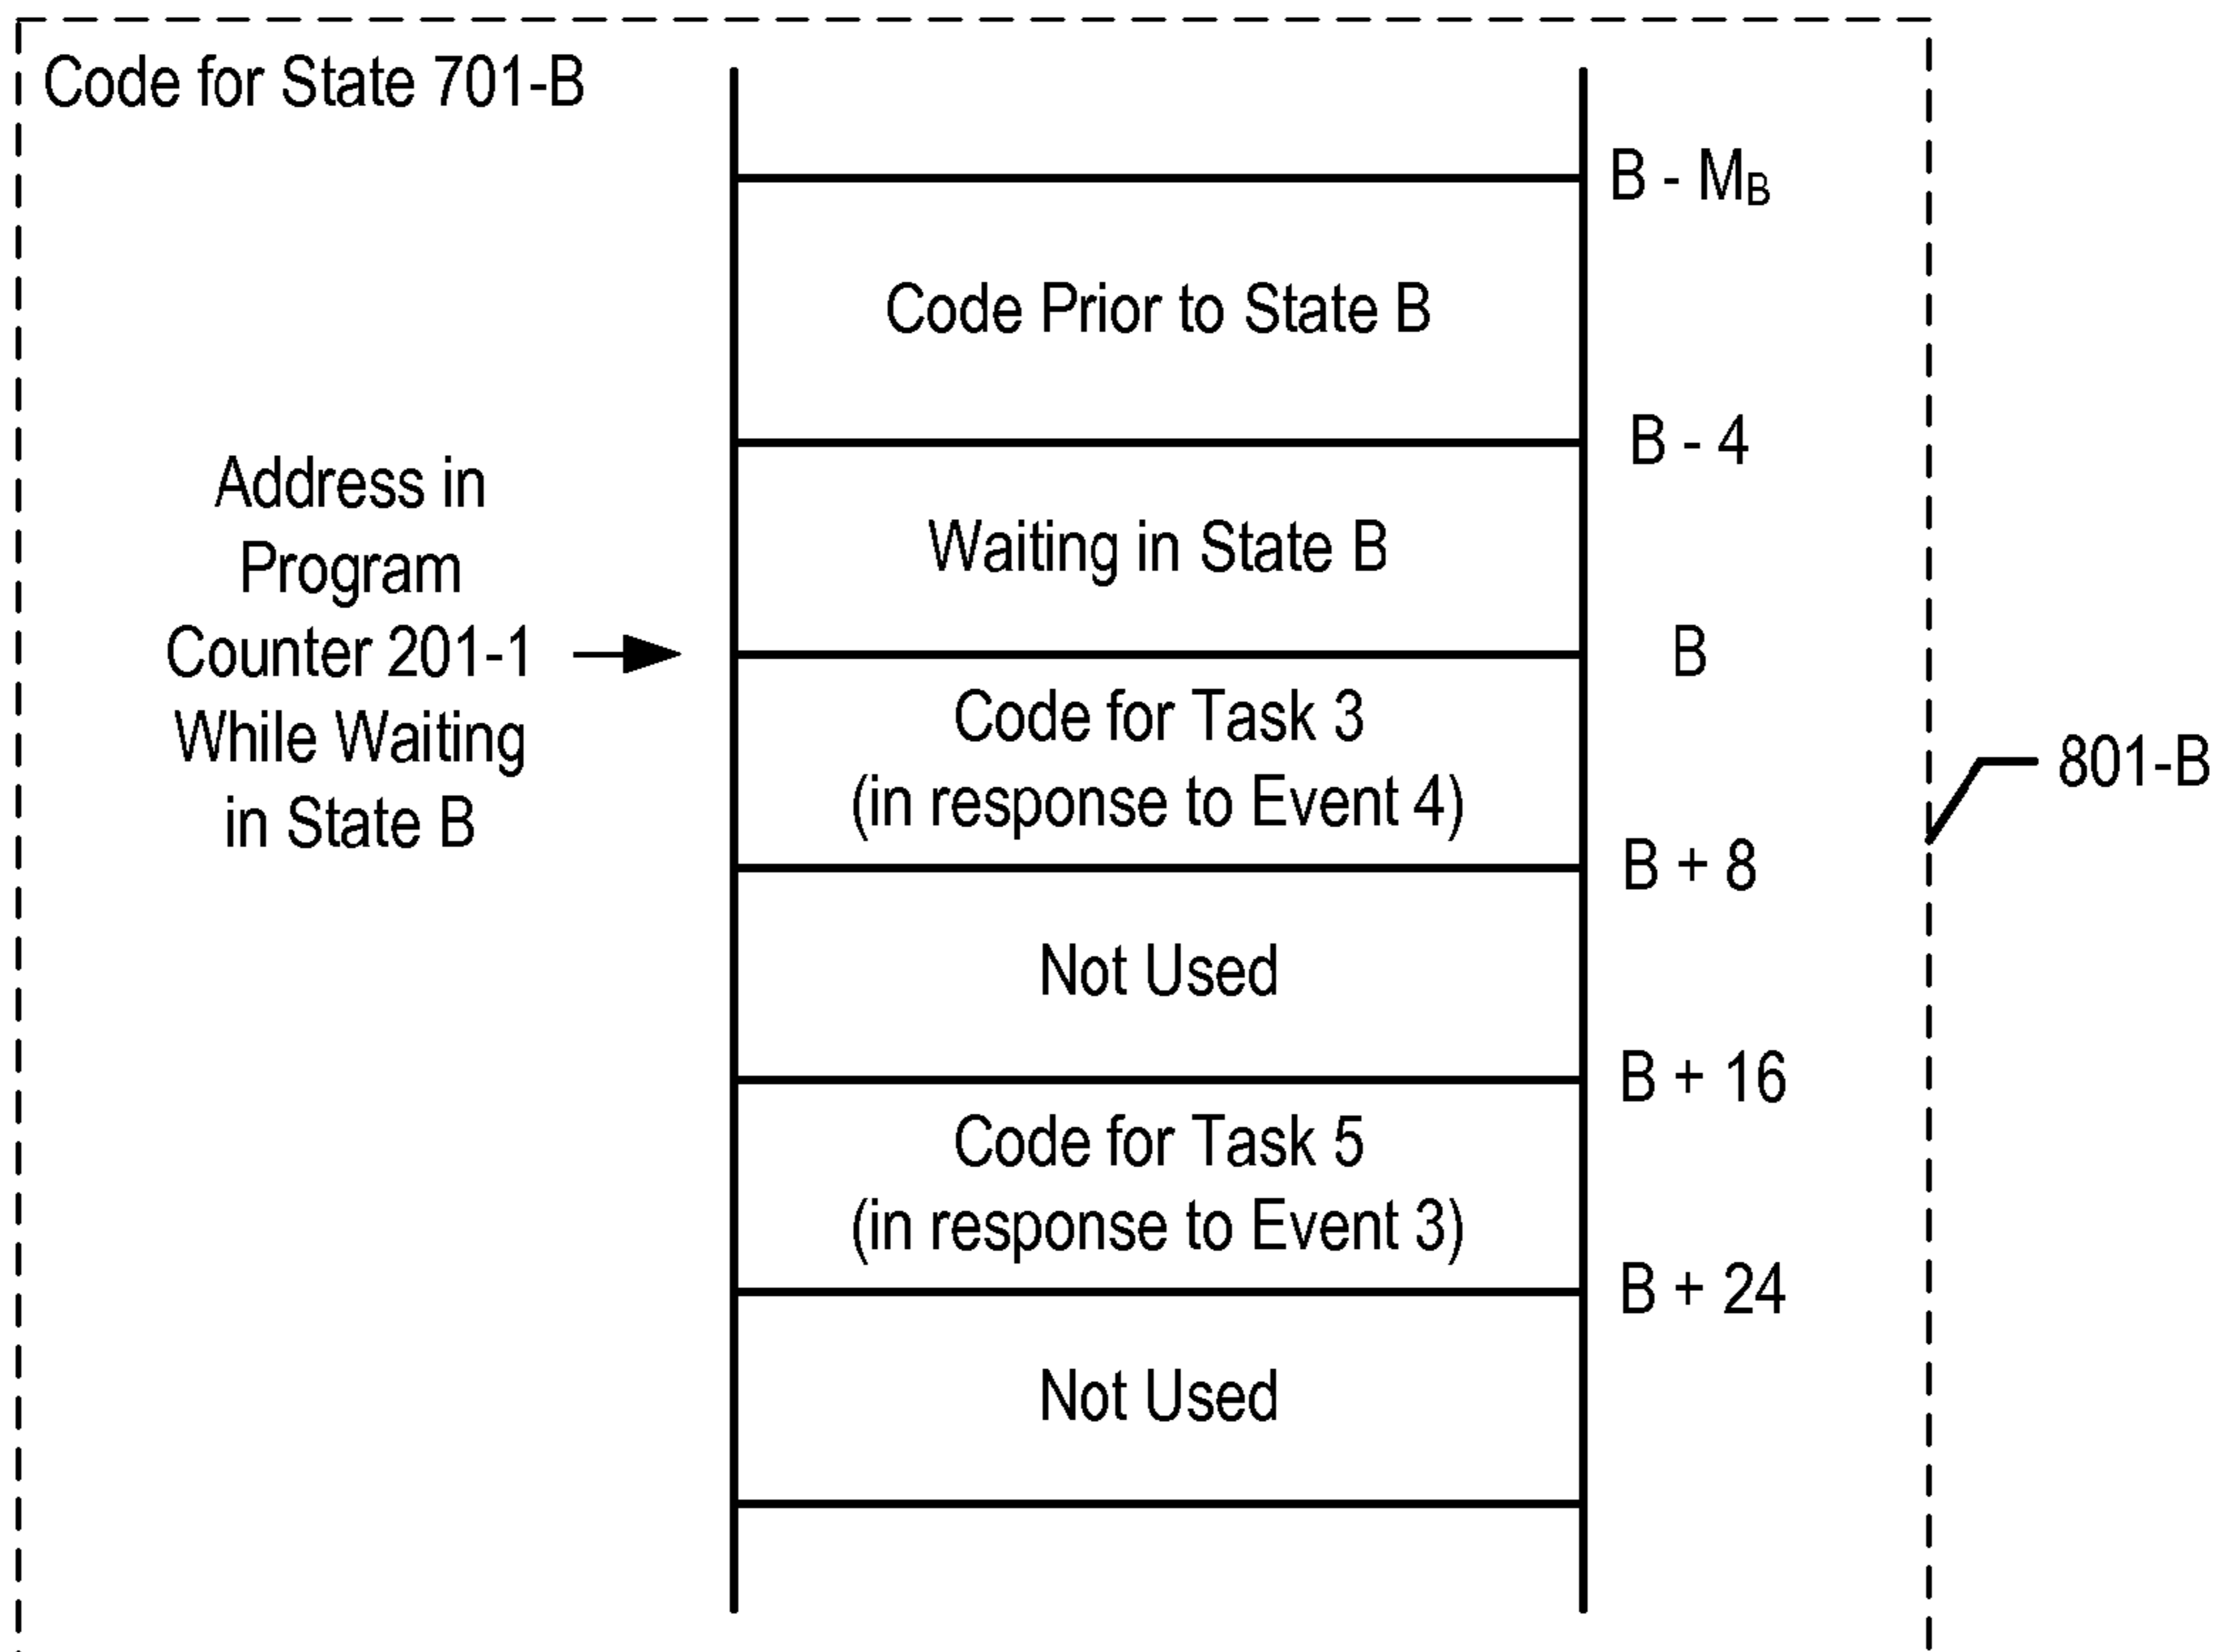 Code for State 701-B
B - MB
Code Prior to State B
B - 4
Address in
Program
Counter 201-1
While Waiting
in State B
Waiting in State B
B
Code for Task 3
(in response to Event 4)
801-B
B + 8
Not Used
B + 16
Code for Task 5
(in response to Event 3)
B + 24
Not Used